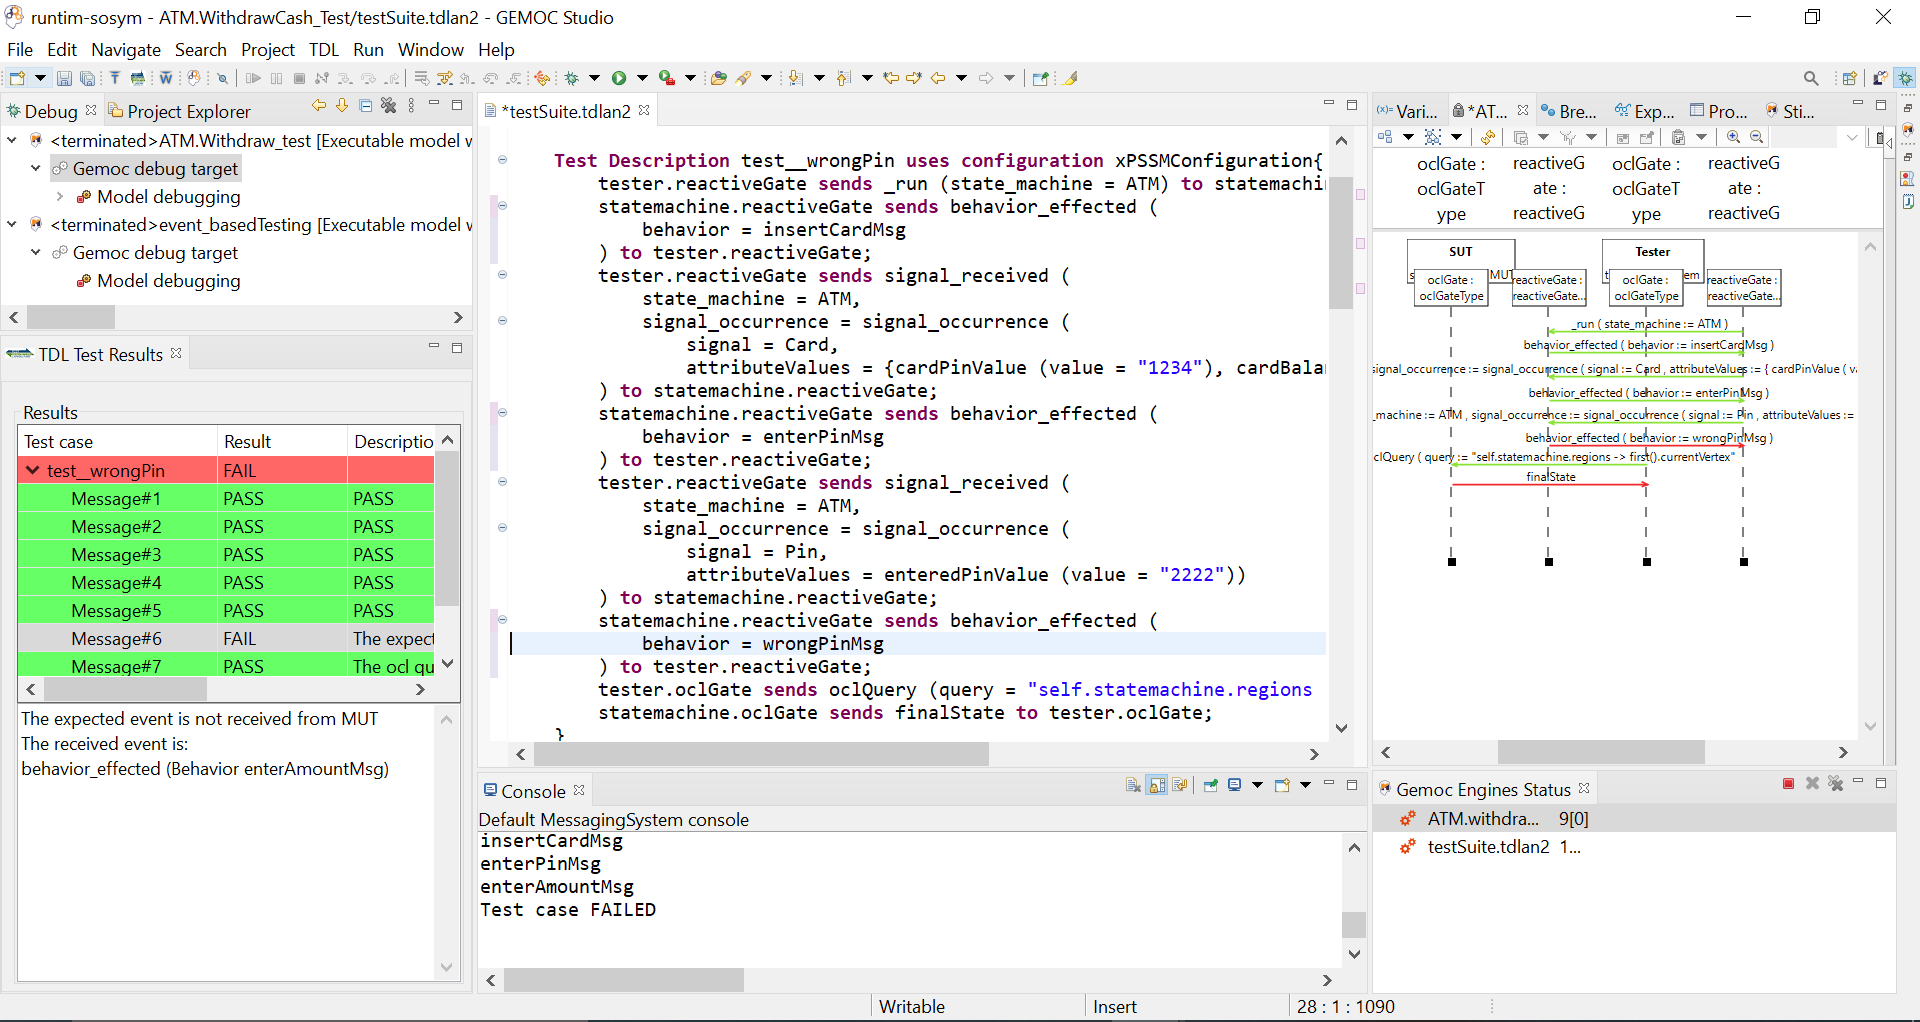 runtim-sosym - ATM.WithdrawCash_Test/testSuite.tdlan2 - GEMOC Studio
File Edit Navigate Search Project TDL Run Window Help
Debug
Project Explorer
<terminated>ATM.Withdraw_test [Executable model w
Gemoc debug target
Model debugging
<terminated>event_basedTesting [Executable model w
Gemoc debug target
Model debugging
TDL Test Results
Results
Test case Result Descriptio
test__wrongPin FAIL
Message#1 PASS PASS
Message#2 PASS PASS
Message#3 PASS PASS
Message#4 PASS PASS
Message#5 PASS PASS
Message#6 FAIL The expect
Message#7 PASS The ocl qu
The expected event is not received from MUT
The received event is:
behavior_effected (Behavior enterAmountMsg)
*testSuite.tdlan2
Test Description test__wrongPin uses configuration xPSSMConfiguration{
tester.reactiveGate sends _run (state_machine = ATM) to statemachi
statemachine.reactiveGate sends behavior_effected (
behavior = insertCardMsg
) to tester.reactiveGate;
tester.reactiveGate sends signal_received (
state_machine = ATM,
signal_occurrence = signal_occurrence (
signal = Card,
attributeValues = {cardPinValue (value = "1234"), cardBala
) to statemachine.reactiveGate;
statemachine.reactiveGate sends behavior_effected (
behavior = enterPinMsg
) to tester.reactiveGate;
tester.reactiveGate sends signal_received (
state_machine = ATM,
signal_occurrence = signal_occurrence (
signal = Pin,
attributeValues = enteredPinValue (value = "2222"))
) to statemachine.reactiveGate;
statemachine.reactiveGate sends behavior_effected (
behavior = wrongPinMsg
) to tester.reactiveGate;
tester.oclGate sends oclQuery (query = "self.statemachine.regions
statemachine.oclGate sends finalState to tester.oclGate;
}
Console
Default MessagingSystem console
insertCardMsg
enterPinMsg
enterAmountMsg
Test case FAILED
(x)= Vari... *AT... Bre... Exp... Pro... Sti...
oclGate : reactiveG oclGate : reactiveG
oclGateT ate : oclGateT ate :
ype reactiveG ype reactiveG
SUT Tester
s MUT t em
oclGate : reactiveGate : oclGate : reactiveGate :
oclGateType reactiveGate... oclGateType reactiveGate...
_run ( state_machine := ATM )
behavior_effected ( behavior := insertCardMsg )
signal_occurrence := signal_occurrence ( signal := Card , attributeValues := { cardPinValue ( va
behavior_effected ( behavior := enterPinMsg )
_machine := ATM , signal_occurrence := signal_occurrence ( signal := Pin , attributeValues :=
behavior_effected ( behavior := wrongPinMsg )
clQuery ( query := "self.statemachine.regions -> first().currentVertex"
finalState
Gemoc Engines Status
ATM.withdra... 9[0]
testSuite.tdlan2 1...
Writable Insert 28 : 1 : 1090